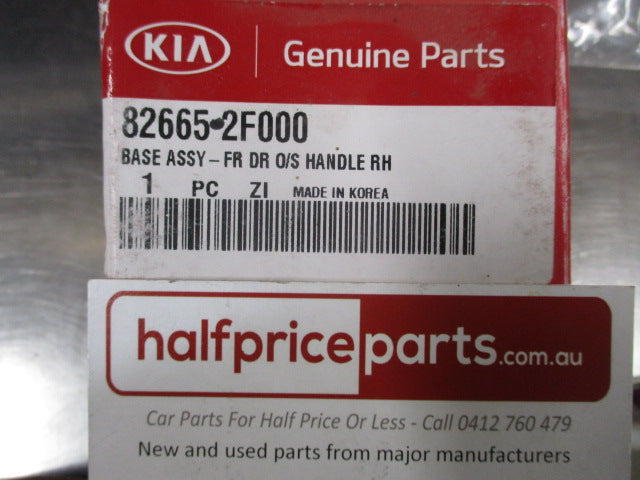 KIA Genuine Parts
82665-2F000
BASE ASSY-FR DR O/S HANDLE RH
1 PC ZI MADE IN KOREA
halfpriceparts.com.au
Car Parts For Half Price Or Less - Call 0412 760 479
New and used parts from major manufacturers